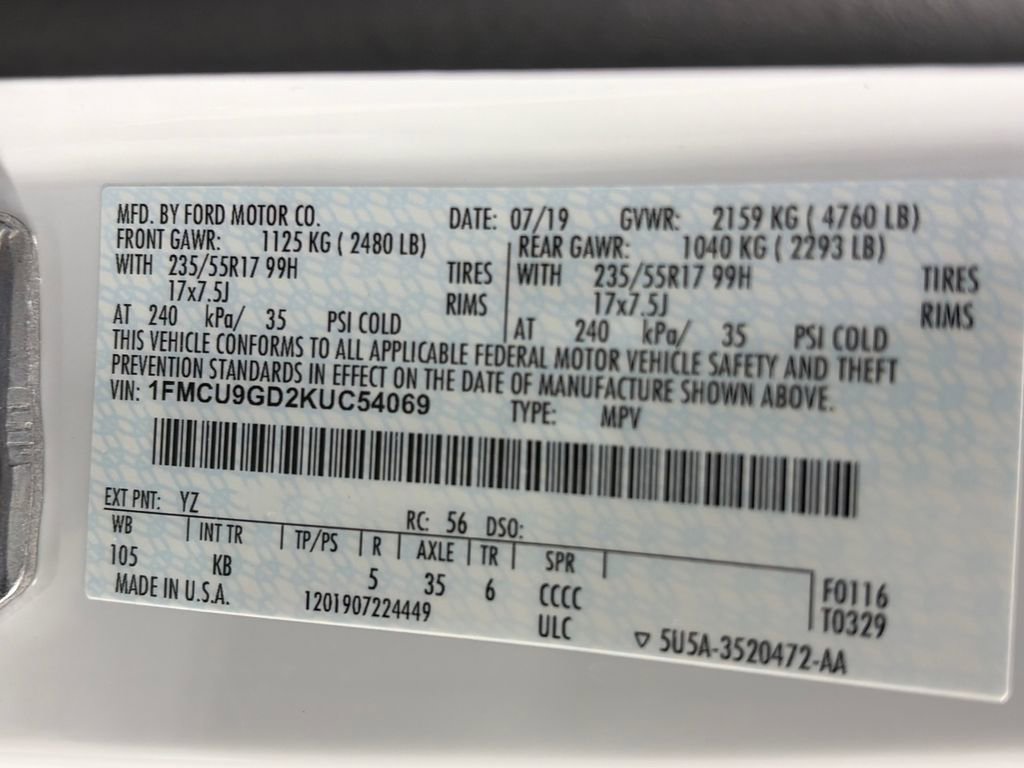 MFD. BY FORD MOTOR CO. DATE: 07/19 GVWR: 2159 KG ( 4760 LB)
FRONT GAWR: 1125 KG ( 2480 LB) REAR GAWR: 1040 KG ( 2293 LB)
WITH 235/55R17 99H TIRES WITH 235/55R17 99H TIRES
17x7.5J RIMS 17x7.5J RIMS
AT 240 kPa/ 35 PSI COLD AT 240 kPa/ 35 PSI COLD
THIS VEHICLE CONFORMS TO ALL APPLICABLE FEDERAL MOTOR VEHICLE SAFETY AND THEFT
PREVENTION STANDARDS IN EFFECT ON THE DATE OF MANUFACTURE SHOWN ABOVE.
VIN: 1FMCU9GD2KUC54069 TYPE: MPV
EXT PNT: YZ RC: 56 DSO:
WB INT TR TP/PS R AXLE TR SPR
105 KB 5 35 6 CCCC F0116
MADE IN U.S.A. 1201907224449 ULC T0329
5U5A-3520472-AA